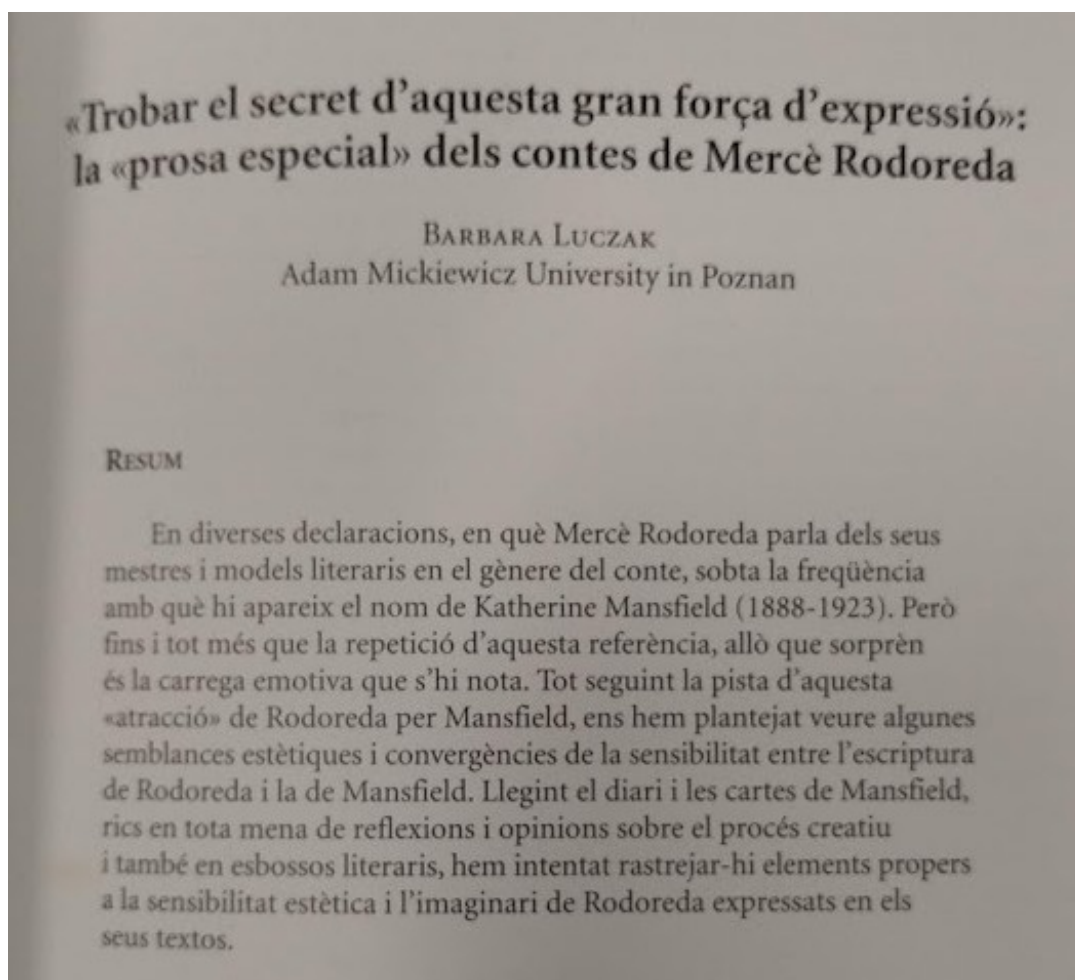 «Trobar el secret d'aquesta gran força d'expressió»:
la «prosa especial» dels contes de Mercè Rodoreda
Barbara Luczak
Adam Mickiewicz University in Poznan
Resum
En diverses declaracions, en què Mercè Rodoreda parla dels seus
mestres i models literaris en el gènere del conte, sobta la freqüència
amb què hi apareix el nom de Katherine Mansfield (1888-1923). Però
fins i tot més que la repetició d'aquesta referència, allò que sorprèn
és la carrega emotiva que s'hi nota. Tot seguint la pista d'aquesta
«atracció» de Rodoreda per Mansfield, ens hem plantejat veure algunes
semblances estètiques i convergències de la sensibilitat entre l'escriptura
de Rodoreda i la de Mansfield. Llegint el diari i les cartes de Mansfield,
rics en tota mena de reflexions i opinions sobre el procés creatiu
i també en esbossos literaris, hem intentat rastrejar-hi elements propers
a la sensibilitat estètica i l'imaginari de Rodoreda expressats en els
seus textos.